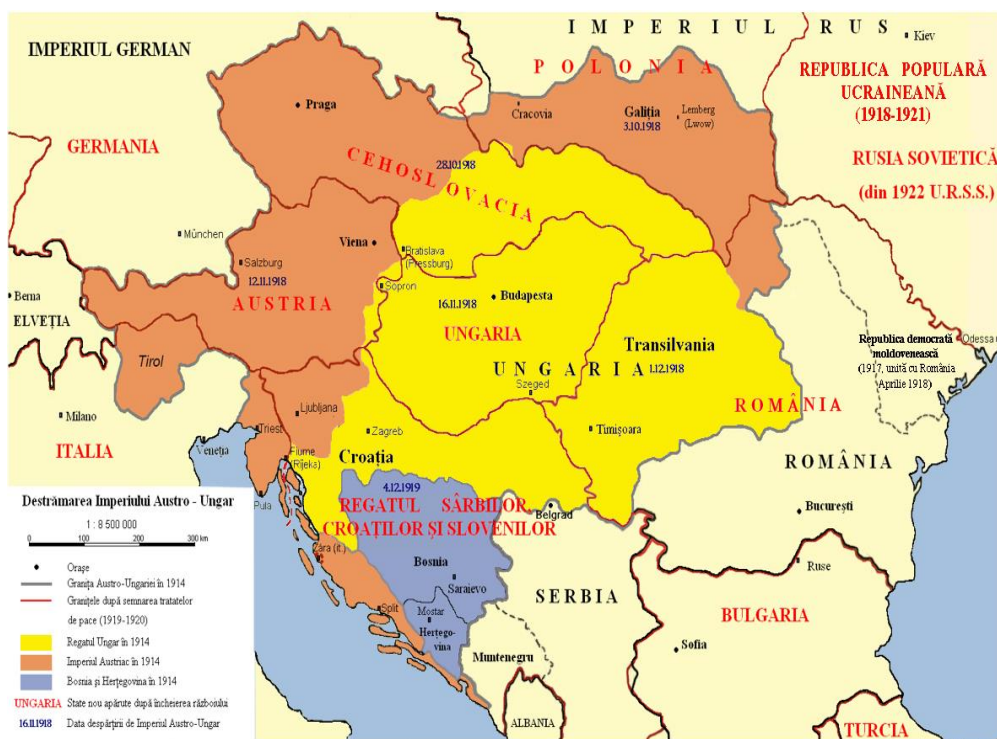 IMPERIUL GERMAN
IMPERIUL RUS
Kiev
POLONIA
REPUBLICA POPULARĂ
UCRAINEANĂ
(1918-1921)
Praga
Cracovia
Galiția
3.10.1918
Lemberg
(Lwow)
GERMANIA
28.10.1918
CEHOSLOVACIA
RUSIA SOVIETICĂ
(din 1922 U.R.S.S.)
München
Viena
Bratislava
(Pressburg)
Salzburg
12.11.1918
Sopron
Berna
AUSTRIA
16.11.1918
Budapesta
ELVEȚIA
UNGARIA
Transilvania
Republica democrată
moldovenească
(1917, unită cu România
Aprilie 1918)
Odessa
Tirol
UNGARIA
1.12.1918
Szeged
Milano
Ljubljana
ROMÂNIA
Triest
Zagreb
Timișoara
ITALIA
Veneția
Fiume
(Rijeka)
Croația
ROMÂNIA
4.12.1919
Pula
REGATUL SÂRBILOR,
CROAȚILOR ȘI SLOVENILOR
Belgrad
București
Zara (it.)
Bosnia
Ruse
Sarajevo
SERBIA
Split
Mostar
Herțego-
vina
BULGARIA
Sofia
Muntenegru
ALBANIA
TURCIA
Destrămarea Imperiului Austro - Ungar
1 : 8 500 000
0 50 100 200 300 km
Orașe
Granița Austro-Ungariei în 1914
Granițele după semnarea tratatelor
de pace (1919-1920)
Regatul Ungar în 1914
Imperiul Austriac în 1914
Bosnia și Herțegovina în 1914
UNGARIA State nou apărute după încheierea războiului
16.11.1918 Data despărțirii de Imperiul Austro-Ungar